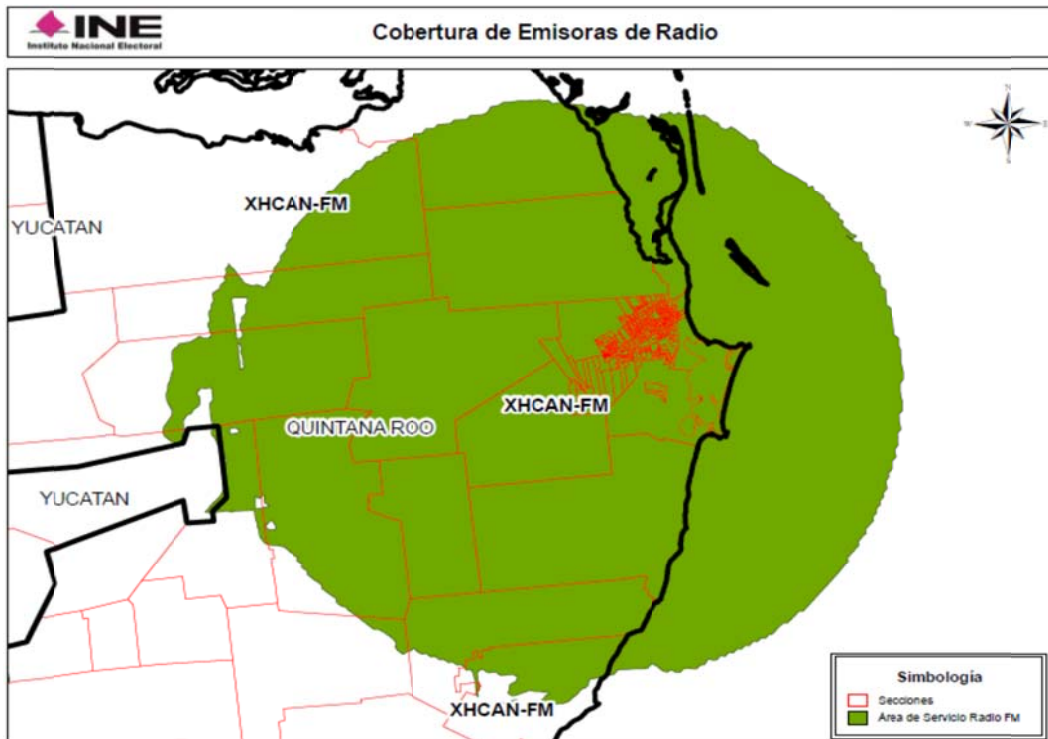 INE
Instituto Nacional Electoral
Cobertura de Emisoras de Radio
N
W
E
S
XHCAN-FM
YUCATAN
XHCAN-FM
QUINTANA ROO
YUCATAN
XHCAN-FM
Simbología
Secciones
Área de Servicio Radio FM